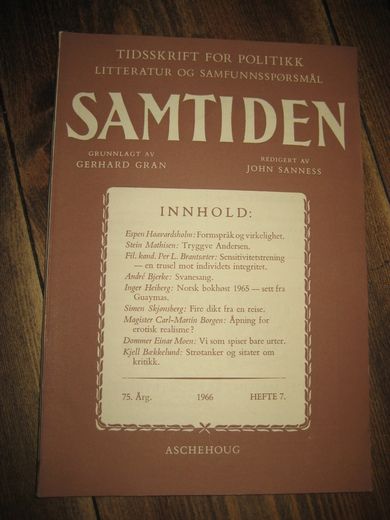 TIDSSKRIFT FOR POLITIKK
LITTERATUR OG SAMFUNNSSPØRSMÅL
SAMTIDEN
GRUNNLAGT AV
GERHARD GRAN
REDIGERT AV
JOHN SANNESS
INNHOLD:
Espen Haavardsholm: Formspråk og virkelighet.
Stein Mathisen: Tryggve Andersen.
Fil. kand. Per L. Brantsæter: Sensitivitetstrening
— en trusel mot individets integritet.
André Bjerke: Svanesang.
Inger Heiberg: Norsk bokhøst 1965 — sett fra
Guaymas.
Simen Skjønsberg: Fire dikt fra en reise.
Magister Carl-Martin Borgen: Åpning for
erotisk realisme?
Dommer Einar Moen: Vi som spiser bare urter.
Kjell Bækkelund: Strøtanker og sitater om
kritikk.
75. Årg. 1966 HEFTE 7.
ASCHEHOUG